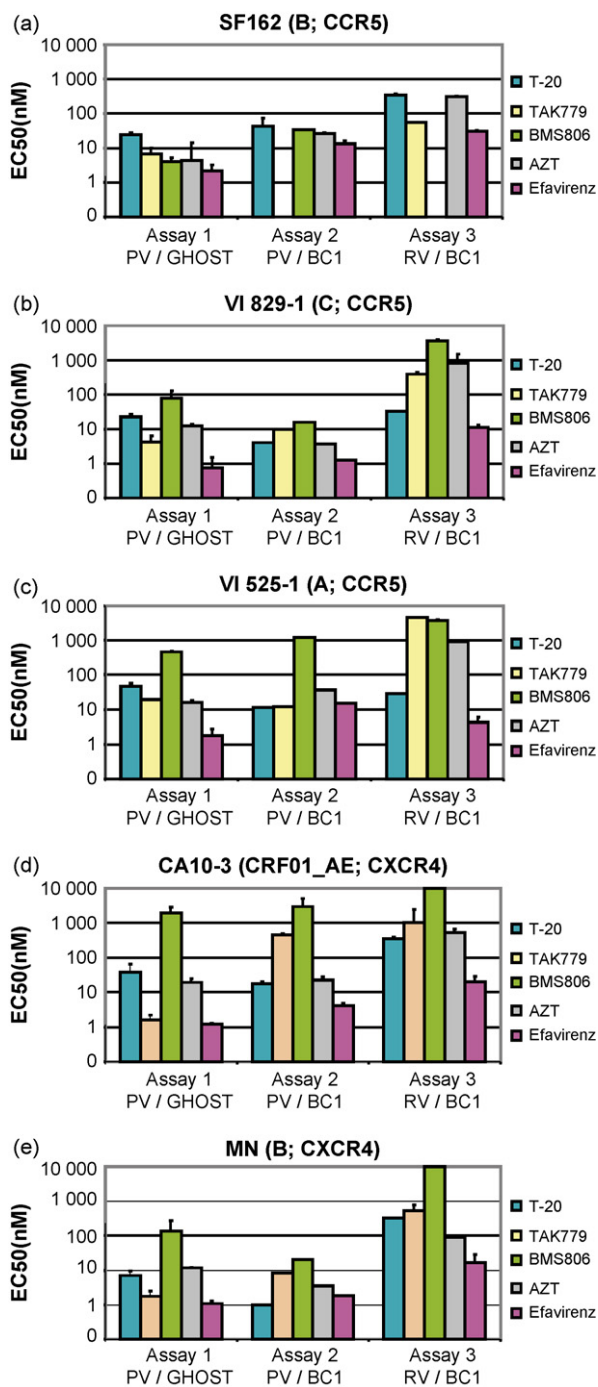 (a)
SF162 (B; CCR5)
EC50(nM)
10 000
1 000
100
10
1
0
Assay 1
PV / GHOST
Assay 2
PV / BC1
Assay 3
RV / BC1
T-20
TAK779
BMS806
AZT
Efavirenz
(b)
VI 829-1 (C; CCR5)
EC50(nM)
10 000
1 000
100
10
1
0
Assay 1
PV / GHOST
Assay 2
PV / BC1
Assay 3
RV / BC1
T-20
TAK779
BMS806
AZT
Efavirenz
(c)
VI 525-1 (A; CCR5)
EC50(nM)
10 000
1 000
100
10
1
0
Assay 1
PV / GHOST
Assay 2
PV / BC1
Assay 3
RV / BC1
T-20
TAK779
BMS806
AZT
Efavirenz
(d)
CA10-3 (CRF01_AE; CXCR4)
EC50(nM)
10 000
1 000
100
10
1
0
Assay 1
PV / GHOST
Assay 2
PV / BC1
Assay 3
RV / BC1
T-20
TAK779
BMS806
AZT
Efavirenz
(e)
MN (B; CXCR4)
EC50(nM)
10 000
1 000
100
10
1
0
Assay 1
PV / GHOST
Assay 2
PV / BC1
Assay 3
RV / BC1
T-20
TAK779
BMS806
AZT
Efavirenz